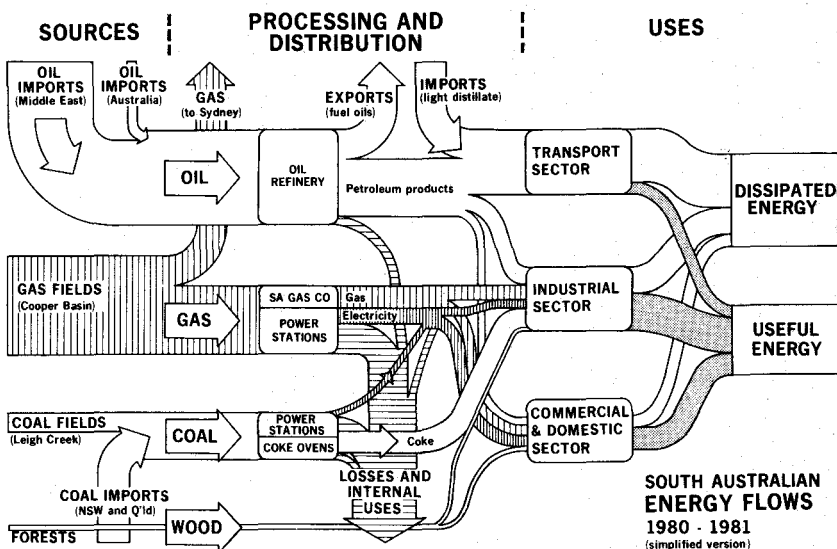 SOURCES
PROCESSING AND
DISTRIBUTION
USES
OIL
IMPORTS
(Middle East)
OIL
IMPORTS
(Australia)
GAS
(to Sydney)
EXPORTS
(fuel oils)
IMPORTS
(light distillate)
OIL
OIL
REFINERY
Petroleum products
TRANSPORT
SECTOR
DISSIPATED
ENERGY
GAS FIELDS
(Cooper Basin)
GAS
SA GAS CO
POWER
STATIONS
Gas
Electricity
INDUSTRIAL
SECTOR
USEFUL
ENERGY
COAL FIELDS
(Leigh Creek)
COAL
POWER
STATIONS
COKE OVENS
Coke
COMMERCIAL
& DOMESTIC
SECTOR
COAL IMPORTS
(NSW and Q'ld)
LOSSES AND
INTERNAL
USES
FORESTS
WOOD
SOUTH AUSTRALIAN
ENERGY FLOWS
1980 - 1981
(simplified version)